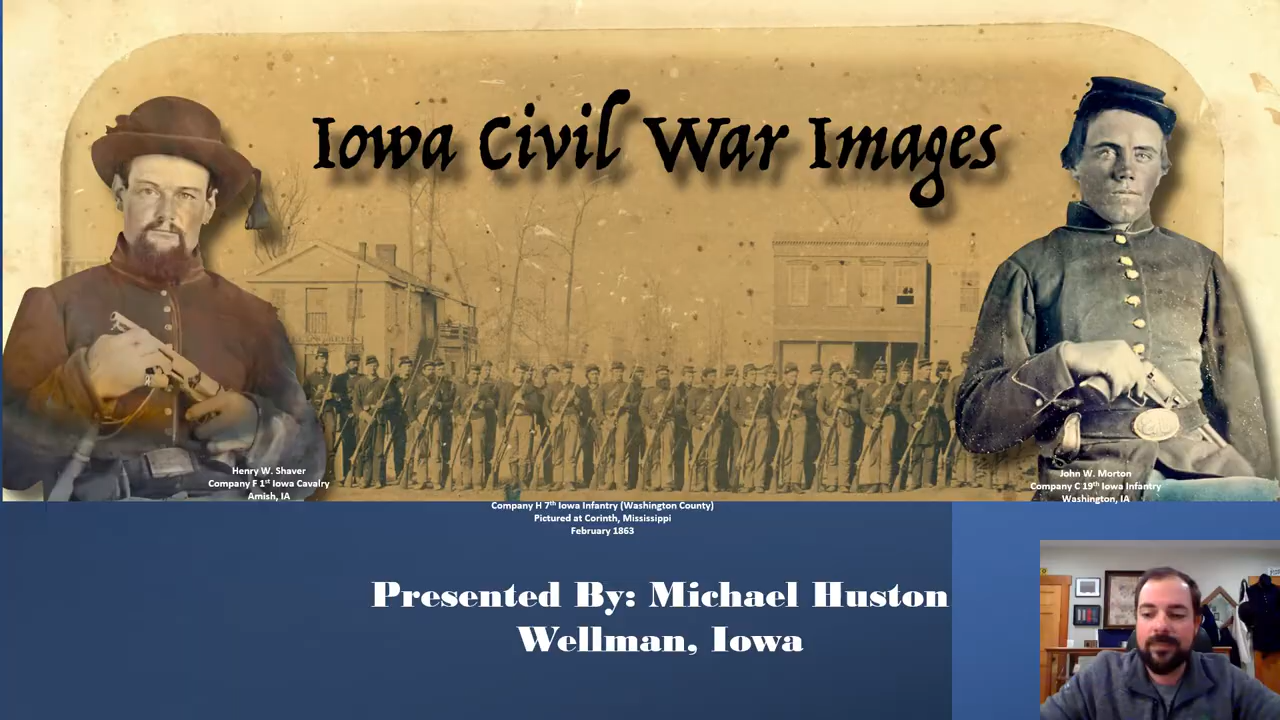 Iowa Civil War Images
Henry W. Shaver
Company F 1st Iowa Cavalry
Amish, IA
John W. Morton
Company C 19th Iowa Infantry
Washington, IA
Company H 7th Iowa Infantry (Washington County)
Pictured at Corinth, Mississippi
February 1863
Presented By: Michael Huston
Wellman, Iowa